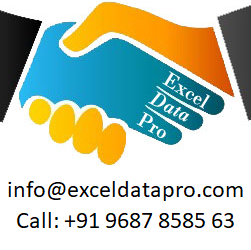 Excel
Data
Pro
info@exceldatapro.com
Call: +91 9687 8585 63